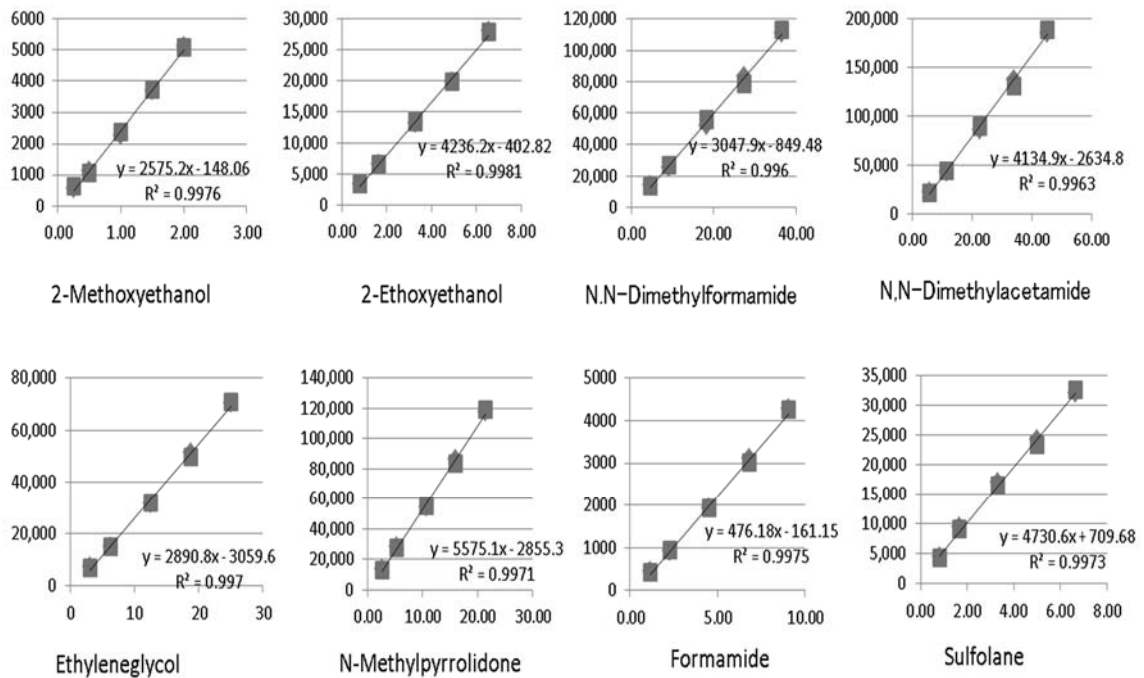 6000
5000
4000
3000
2000
1000
0
0.00 1.00 2.00 3.00
y = 2575.2x - 148.06
R² = 0.9976
2-Methoxyethanol
30,000
25,000
20,000
15,000
10,000
5,000
0
0.00 2.00 4.00 6.00 8.00
y = 4236.2x - 402.82
R² = 0.9981
2-Ethoxyethanol
120,000
100,000
80,000
60,000
40,000
20,000
0
0.00 20.00 40.00
y = 3047.9x - 849.48
R² = 0.996
N.N-Dimethylformamide
200,000
150,000
100,000
50,000
0
0.00 20.00 40.00 60.00
y = 4134.9x - 2634.8
R² = 0.9963
N,N-Dimethylacetamide
80,000
60,000
40,000
20,000
0
0 10 20 30
y = 2890.8x - 3059.6
R² = 0.997
Ethyleneglycol
140,000
120,000
100,000
80,000
60,000
40,000
20,000
0
0.00 10.00 20.00 30.00
y = 5575.1x - 2855.3
R² = 0.9971
N-Methylpyrrolidone
5000
4000
3000
2000
1000
0
0.00 5.00 10.00
y = 476.18x - 161.15
R² = 0.9975
Formamide
35,000
30,000
25,000
20,000
15,000
10,000
5,000
0
0.00 2.00 4.00 6.00 8.00
y = 4730.6x + 709.68
R² = 0.9973
Sulfolane